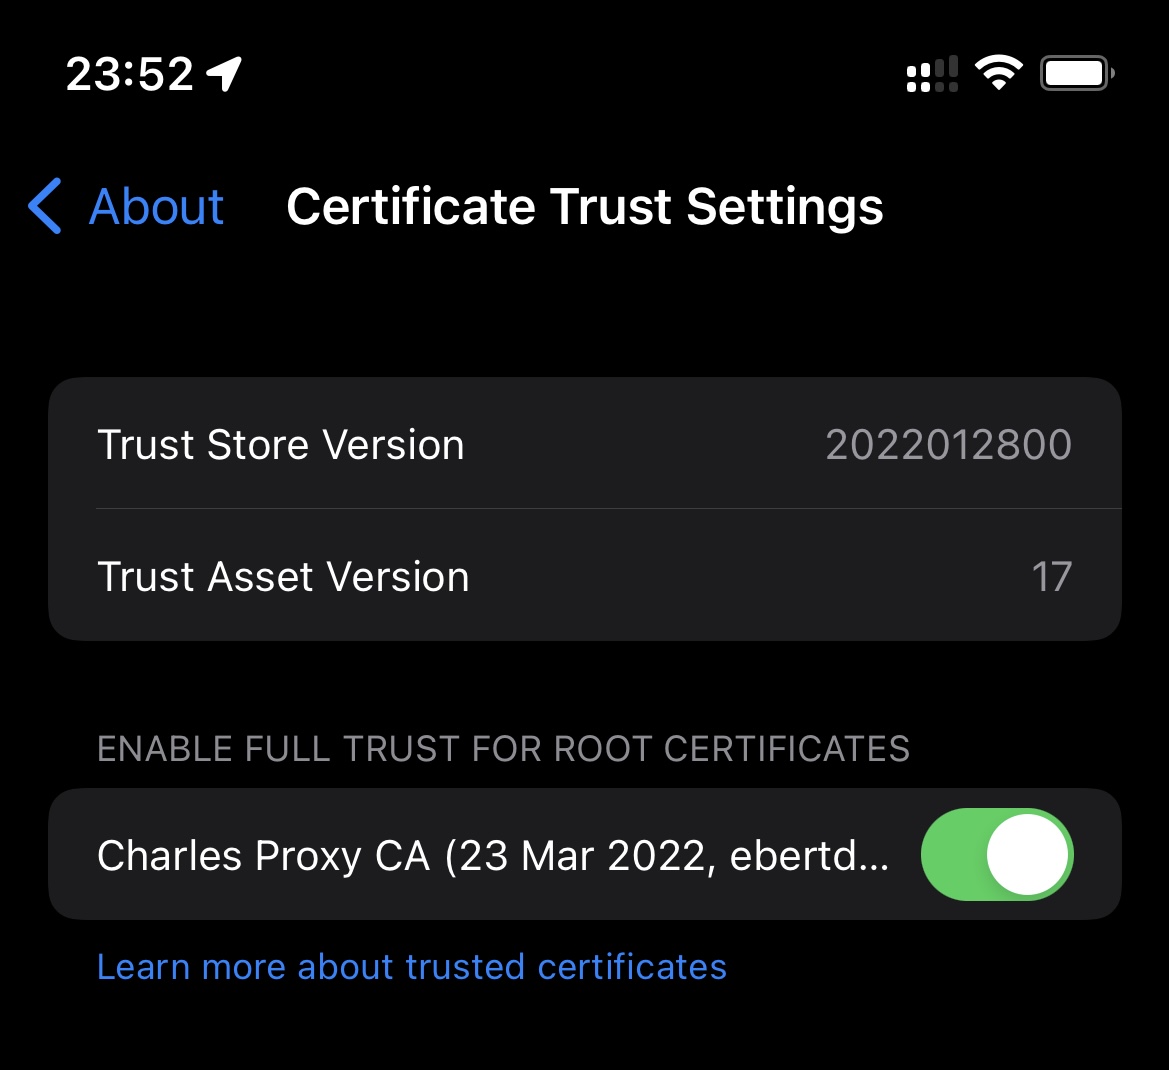 23:52
About Certificate Trust Settings
Trust Store Version 2022012800
Trust Asset Version 17
ENABLE FULL TRUST FOR ROOT CERTIFICATES
Charles Proxy CA (23 Mar 2022, ebertd...
Learn more about trusted certificates